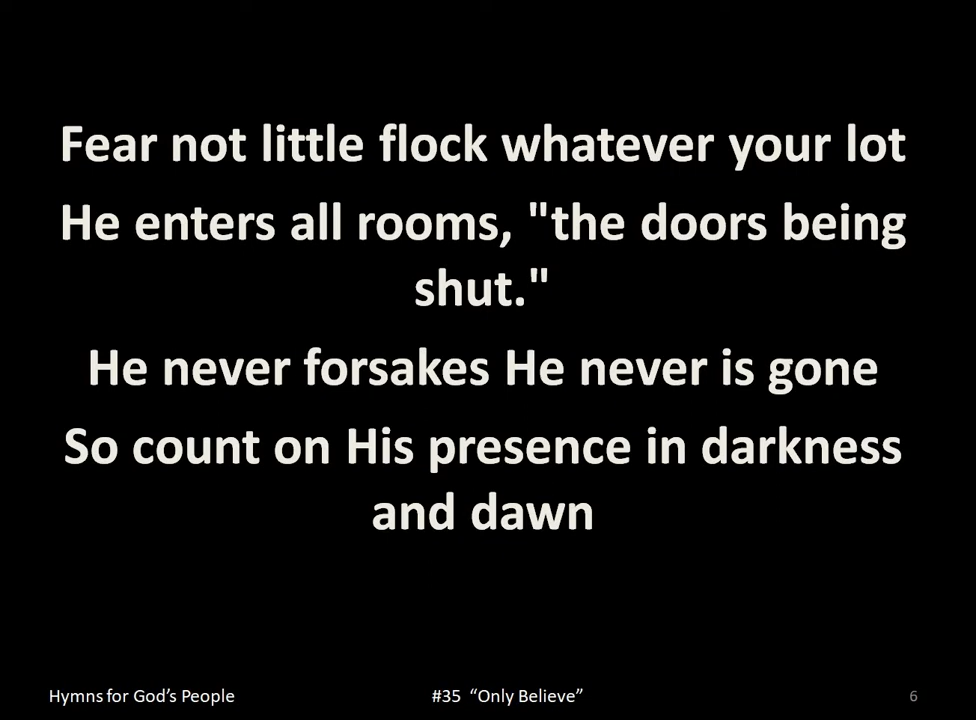 Fear not little flock whatever your lot
He enters all rooms, "the doors being
shut."
He never forsakes He never is gone
So count on His presence in darkness
and dawn
Hymns for God’s People
#35 “Only Believe”
6